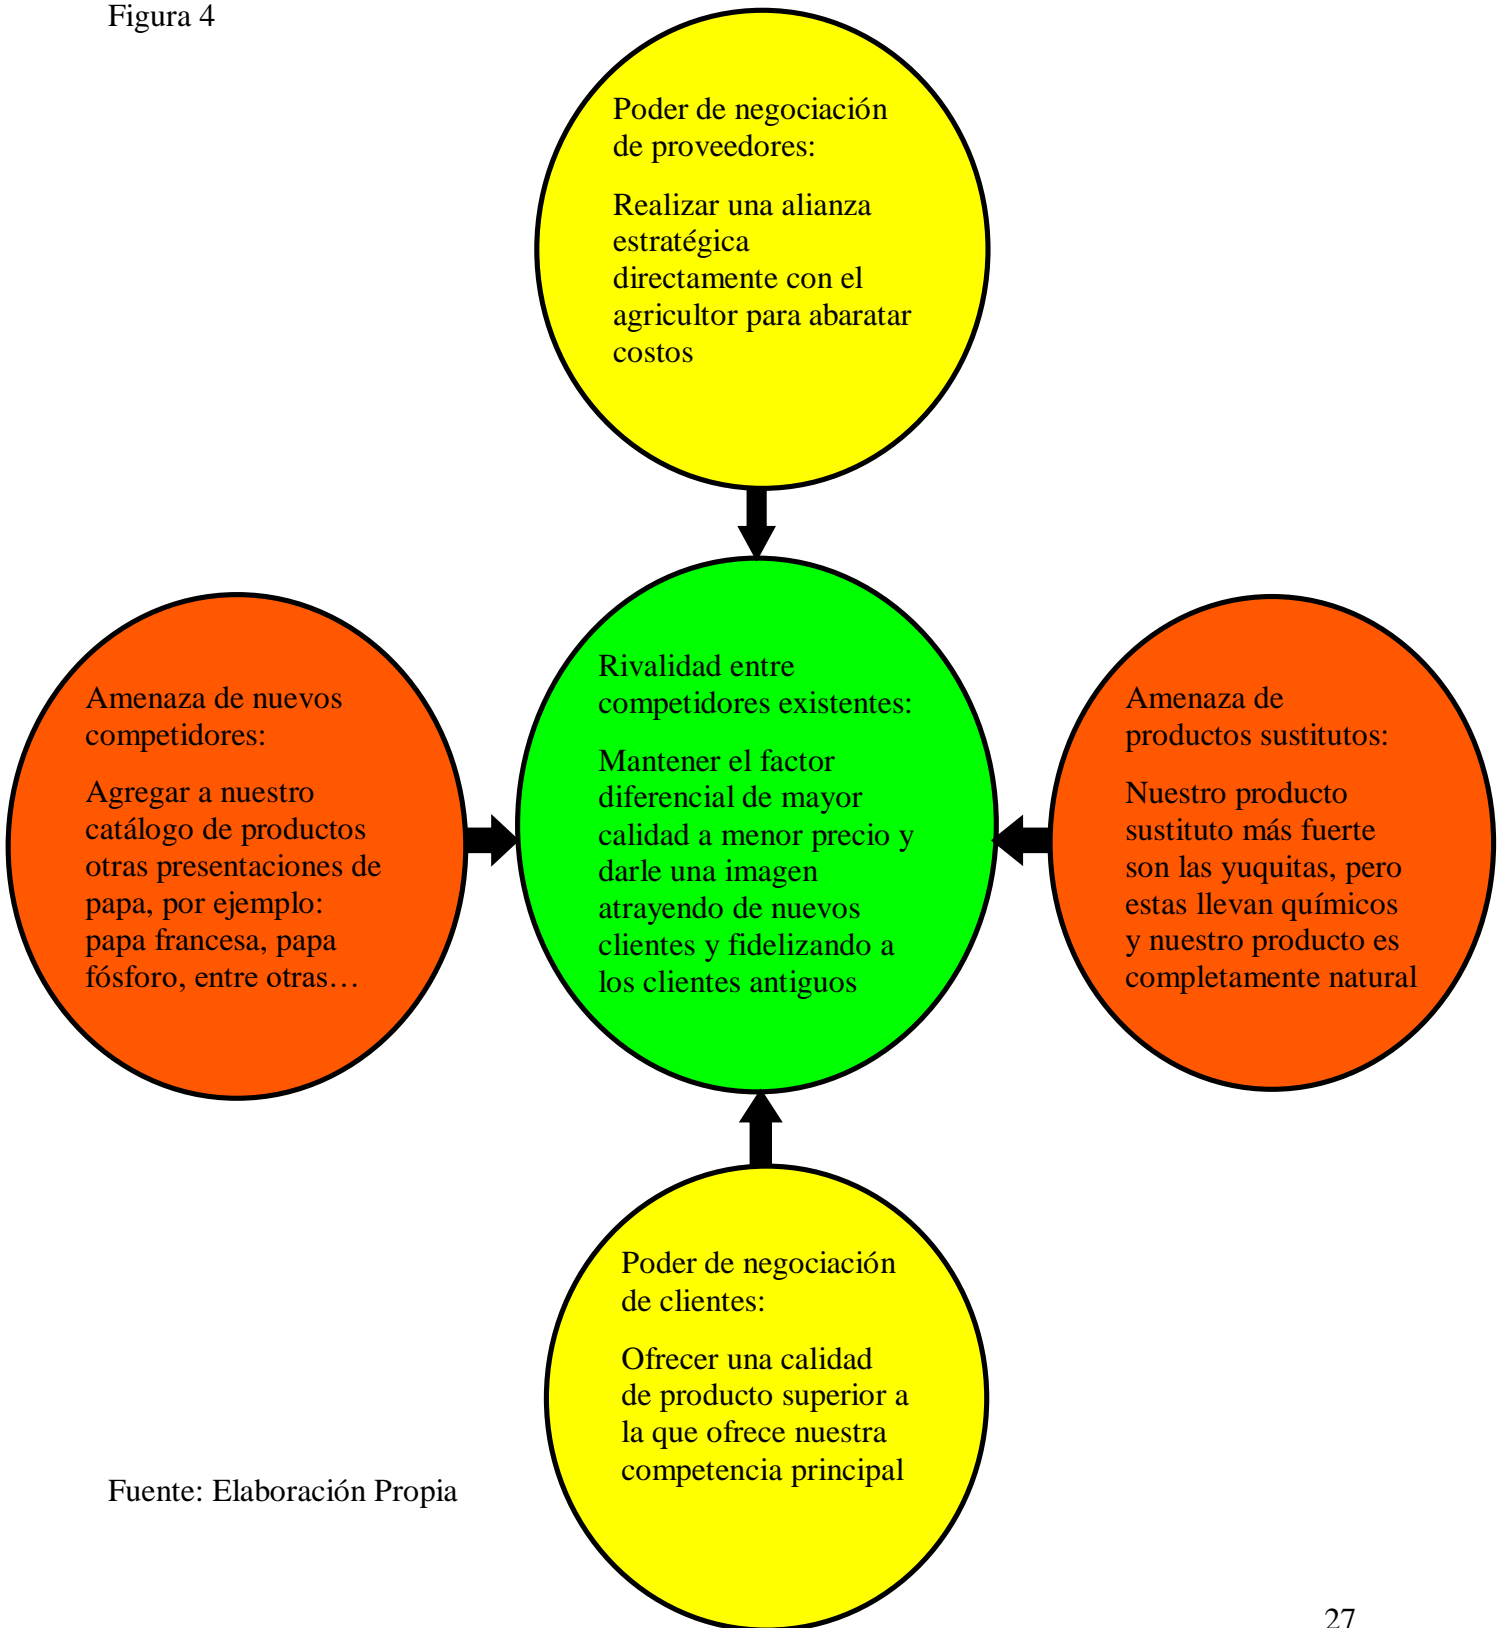 Figura 4
Poder de negociación
de proveedores:
Realizar una alianza
estratégica
directamente con el
agricultor para abaratar
costos
Amenaza de nuevos
competidores:
Agregar a nuestro
catálogo de productos
otras presentaciones de
papa, por ejemplo:
papa francesa, papa
fósforo, entre otras…
Rivalidad entre
competidores existentes:
Mantener el factor
diferencial de mayor
calidad a menor precio y
darle una imagen
atrayendo de nuevos
clientes y fidelizando a
los clientes antiguos
Amenaza de
productos sustitutos:
Nuestro producto
sustituto más fuerte
son las yuquitas, pero
estas llevan químicos
y nuestro producto es
completamente natural
Poder de negociación
de clientes:
Ofrecer una calidad
de producto superior a
la que ofrece nuestra
competencia principal
Fuente: Elaboración Propia
27